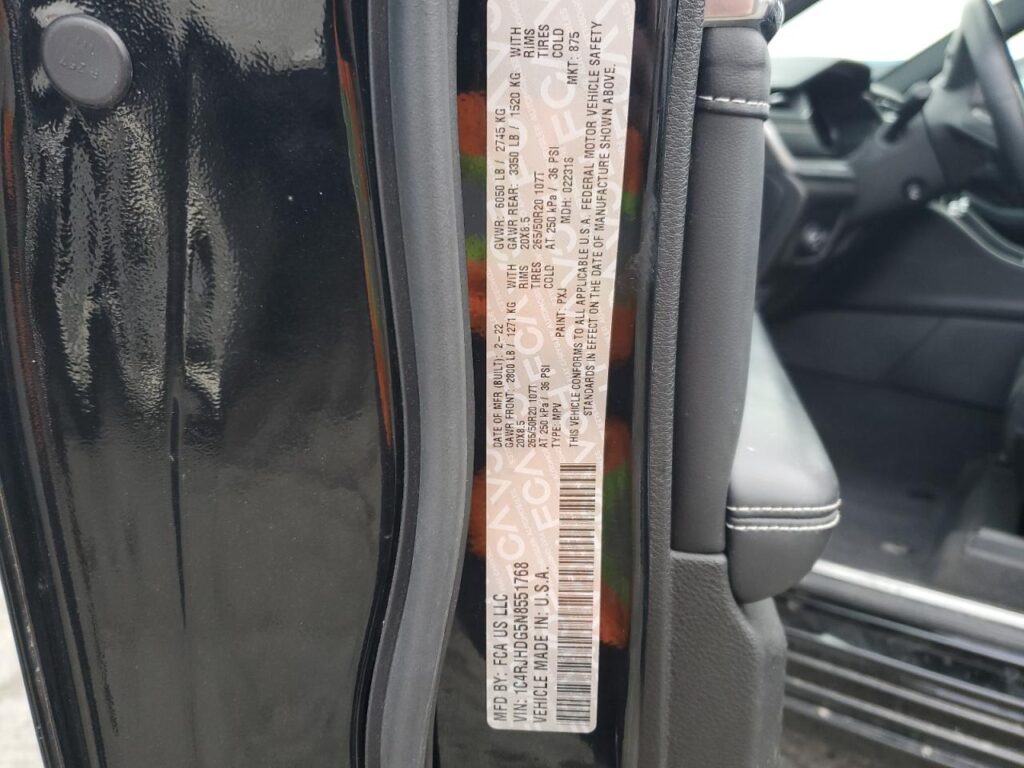 MFD BY: FCA US LLC
VIN: 1C4RJHDG5N8551768
VEHICLE MADE IN: U.S.A.
DATE OF MFR (BUILT): 2-22 GVWR: 6050 LB / 2745 KG
GAWR FRONT: 2800 LB / 1271 KG WITH GAWR REAR: 3350 LB / 1520 KG WITH
20X8.5 RIMS 20X8.5 RIMS
265/50R20 107T TIRES 265/50R20 107T TIRES
AT 250 kPa / 36 PSI COLD AT 250 kPa / 36 PSI COLD
TYPE: MPV PAINT: PXJ MDH: 022318 MKT: 875
THIS VEHICLE CONFORMS TO ALL APPLICABLE U.S.A. FEDERAL MOTOR VEHICLE SAFETY
STANDARDS IN EFFECT ON THE DATE OF MANUFACTURE SHOWN ABOVE.